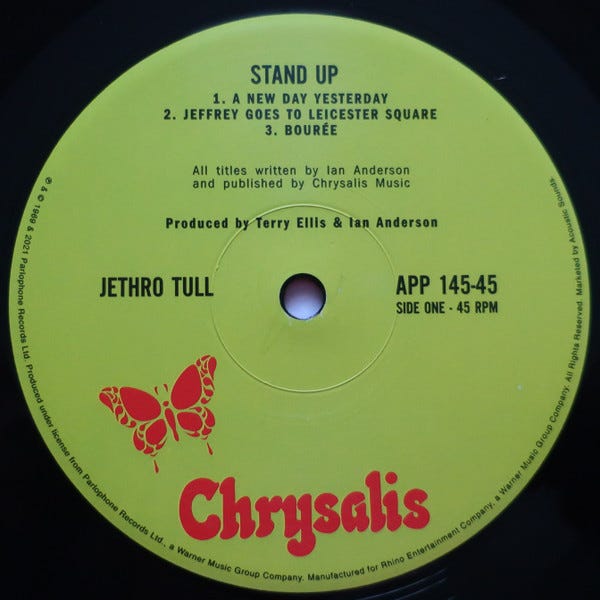 STAND UP
1. A NEW DAY YESTERDAY
2. JEFFREY GOES TO LEICESTER SQUARE
3. BOURÉE
All titles written by Ian Anderson
and published by Chrysalis Music
Produced by Terry Ellis & Ian Anderson
JETHRO TULL
APP 145-45
SIDE ONE - 45 RPM
Chrysalis
℗ & © 1969 & 2021 Parlophone Records Ltd. Produced under license from Parlophone Records Ltd., a Warner Music Group Company. Manufactured for Rhino Entertainment Company, a Warner Music Group Company. All Rights Reserved. Marketed by Acoustic Sounds.